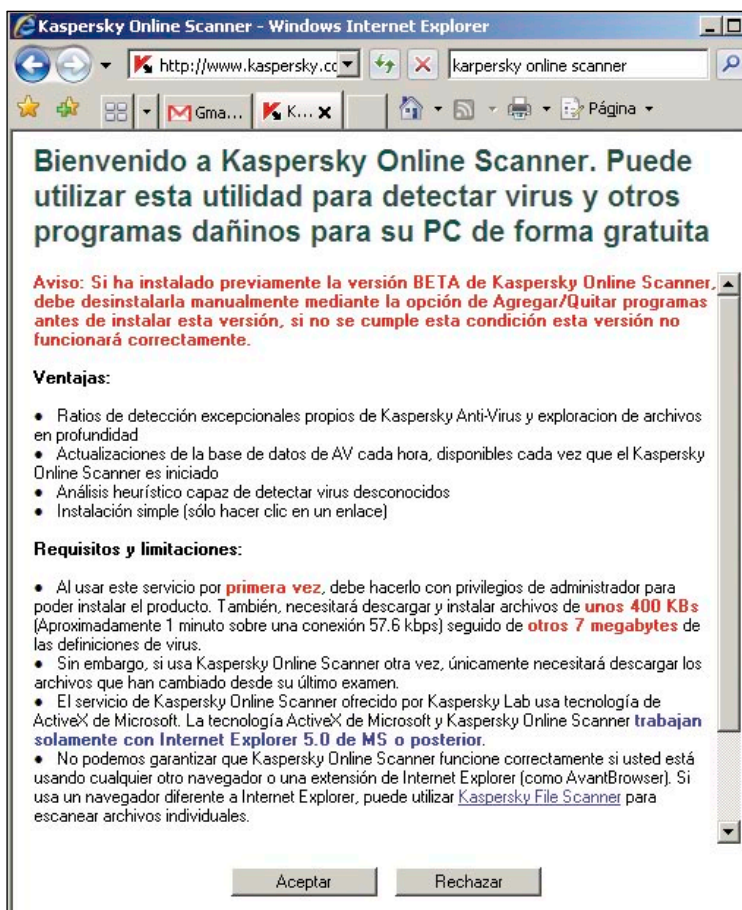 Kaspersky Online Scanner - Windows Internet Explorer
http://www.kaspersky.cc
karpersky online scanner
Gma...
K...
Página
Bienvenido a Kaspersky Online Scanner. Puede
utilizar esta utilidad para detectar virus y otros
programas dañinos para su PC de forma gratuita
Aviso: Si ha instalado previamente la versión BETA de Kaspersky Online Scanner,
debe desinstalarla manualmente mediante la opción de Agregar/Quitar programas
antes de instalar esta versión, si no se cumple esta condición esta versión no
funcionará correctamente.
Ventajas:
● Ratios de detección excepcionales propios de Kaspersky Anti-Virus y exploracion de archivos
en profundidad
● Actualizaciones de la base de datos de AV cada hora, disponibles cada vez que el Kaspersky
Online Scanner es iniciado
● Análisis heurístico capaz de detectar virus desconocidos
● Instalación simple (sólo hacer clic en un enlace)
Requisitos y limitaciones:
● Al usar este servicio por primera vez, debe hacerlo con privilegios de administrador para
poder instalar el producto. También, necesitará descargar y instalar archivos de unos 400 KBs
(Aproximadamente 1 minuto sobre una conexión 57.6 kbps) seguido de otros 7 megabytes de
las definiciones de virus.
● Sin embargo, si usa Kaspersky Online Scanner otra vez, únicamente necesitará descargar los
archivos que han cambiado desde su último examen.
● El servicio de Kaspersky Online Scanner ofrecido por Kaspersky Lab usa tecnología de
ActiveX de Microsoft. La tecnología ActiveX de Microsoft y Kaspersky Online Scanner trabajan
solamente con Internet Explorer 5.0 de MS o posterior.
● No podemos garantizar que Kaspersky Online Scanner funcione correctamente si usted está
usando cualquier otro navegador o una extensión de Internet Explorer (como AvantBrowser). Si
usa un navegador diferente a Internet Explorer, puede utilizar Kaspersky File Scanner para
escanear archivos individuales.
Aceptar
Rechazar